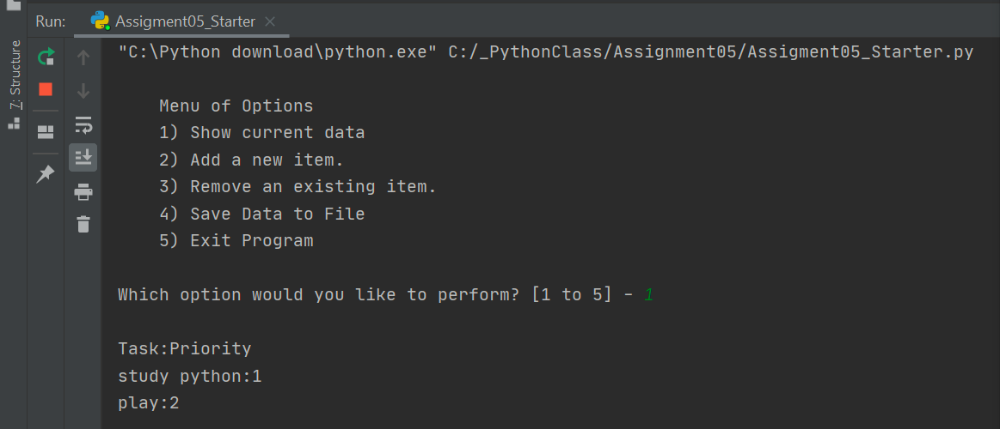 Run: Assigment05_Starter
Z: Structure
"C:\Python download\python.exe" C:/_PythonClass/Assignment05/Assigment05_Starter.py
Menu of Options
1) Show current data
2) Add a new item.
3) Remove an existing item.
4) Save Data to File
5) Exit Program
Which option would you like to perform? [1 to 5] - 1
Task:Priority
study python:1
play:2